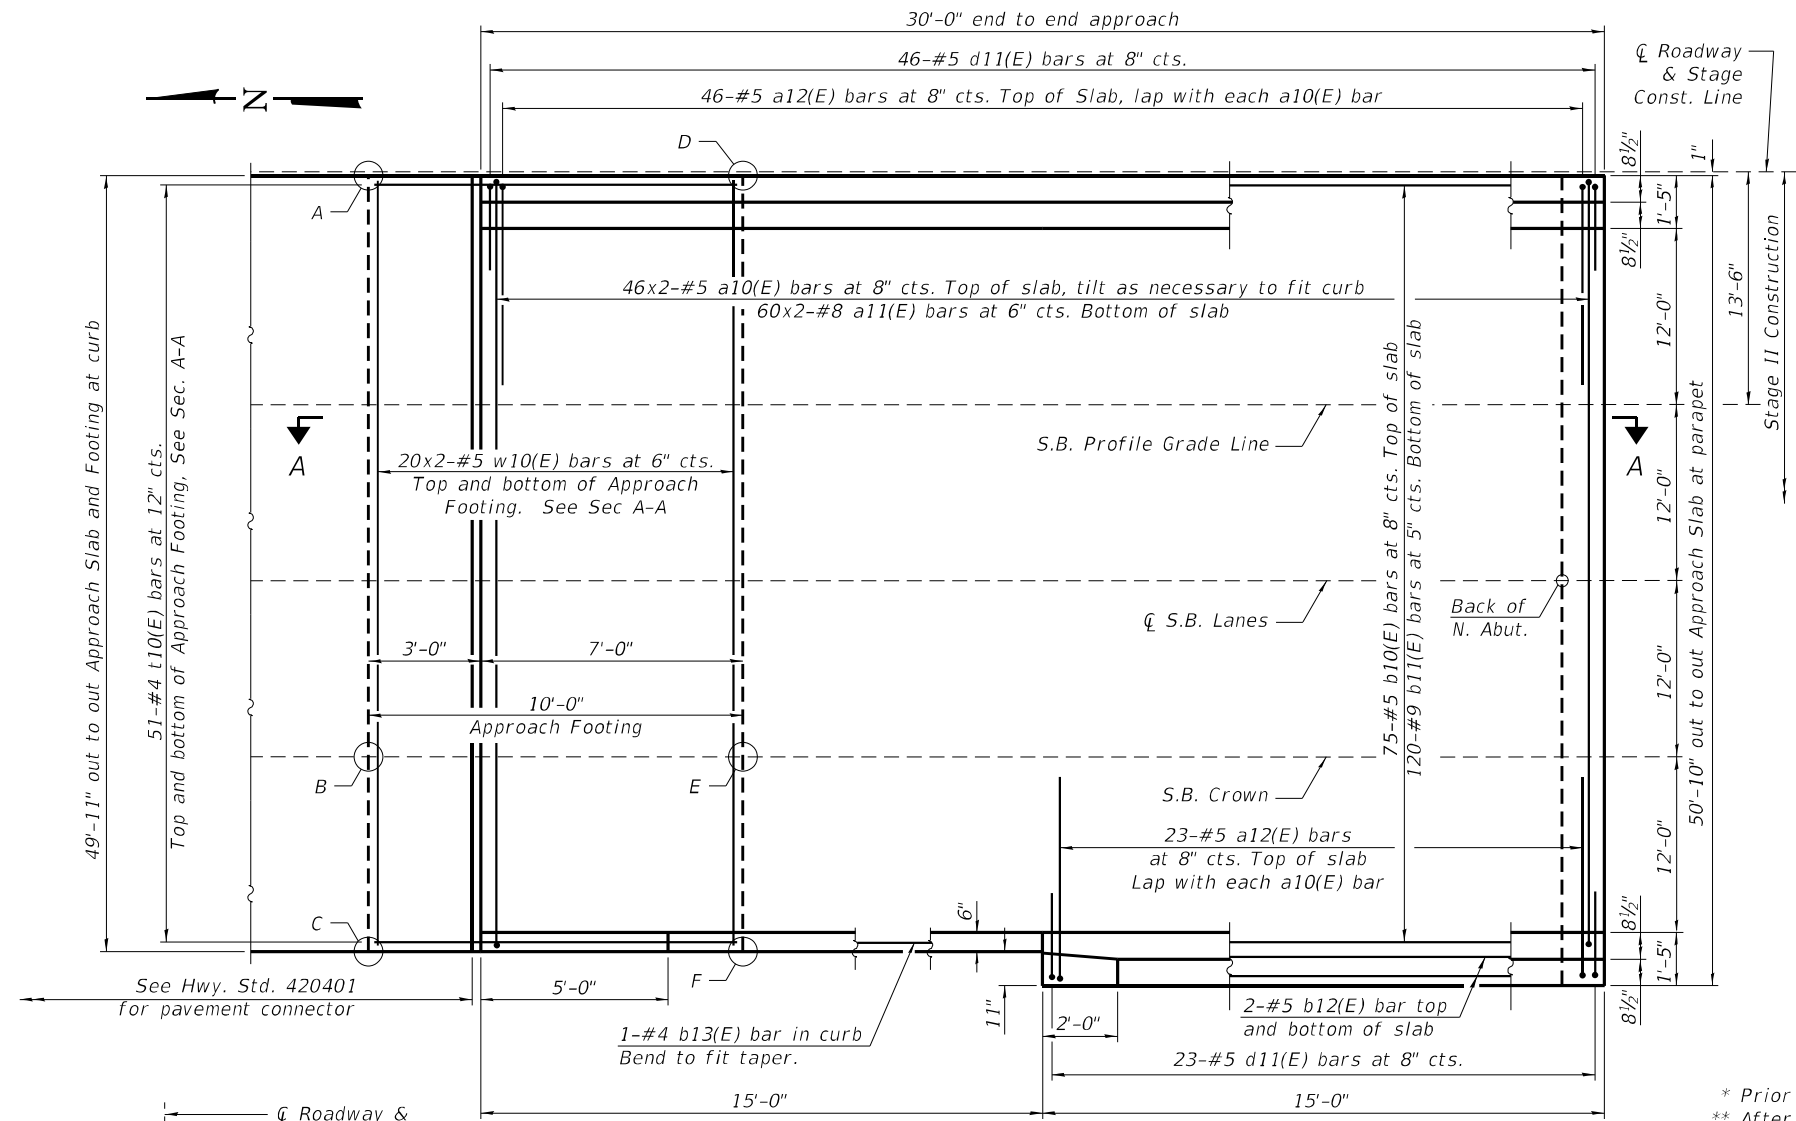 30'-0" end to end approach
46-#5 d11(E) bars at 8" cts.
46-#5 a12(E) bars at 8" cts. Top of Slab, lap with each a10(E) bar
℄ Roadway
& Stage
Const. Line
N
D
A
8½"
1"
1'-5"
8½"
46x2-#5 a10(E) bars at 8" cts. Top of slab, tilt as necessary to fit curb
60x2-#8 a11(E) bars at 6" cts. Bottom of slab
13'-6"
Stage II Construction
12'-0"
12'-0"
12'-0"
12'-0"
49'-11" out to out Approach Slab and Footing at curb
51-#4 t10(E) bars at 12" cts.
Top and bottom of Approach Footing, See Sec. A-A
A
S.B. Profile Grade Line
A
20x2-#5 w10(E) bars at 6" cts.
Top and bottom of Approach
Footing. See Sec A-A
75-#5 b10(E) bars at 8" cts. Top of slab
120-#9 b11(E) bars at 5" cts. Bottom of slab
50'-10" out to out Approach Slab at parapet
℄ S.B. Lanes
Back of
N. Abut.
3'-0"
7'-0"
10'-0"
Approach Footing
B
E
S.B. Crown
23-#5 a12(E) bars
at 8" cts. Top of slab
Lap with each a10(E) bar
C
F
6"
8½"
1'-5"
8½"
See Hwy. Std. 420401
for pavement connector
5'-0"
11"
2'-0"
2-#5 b12(E) bar top
and bottom of slab
1-#4 b13(E) bar in curb
Bend to fit taper.
23-#5 d11(E) bars at 8" cts.
15'-0"
15'-0"
℄ Roadway &
* Prior
** After